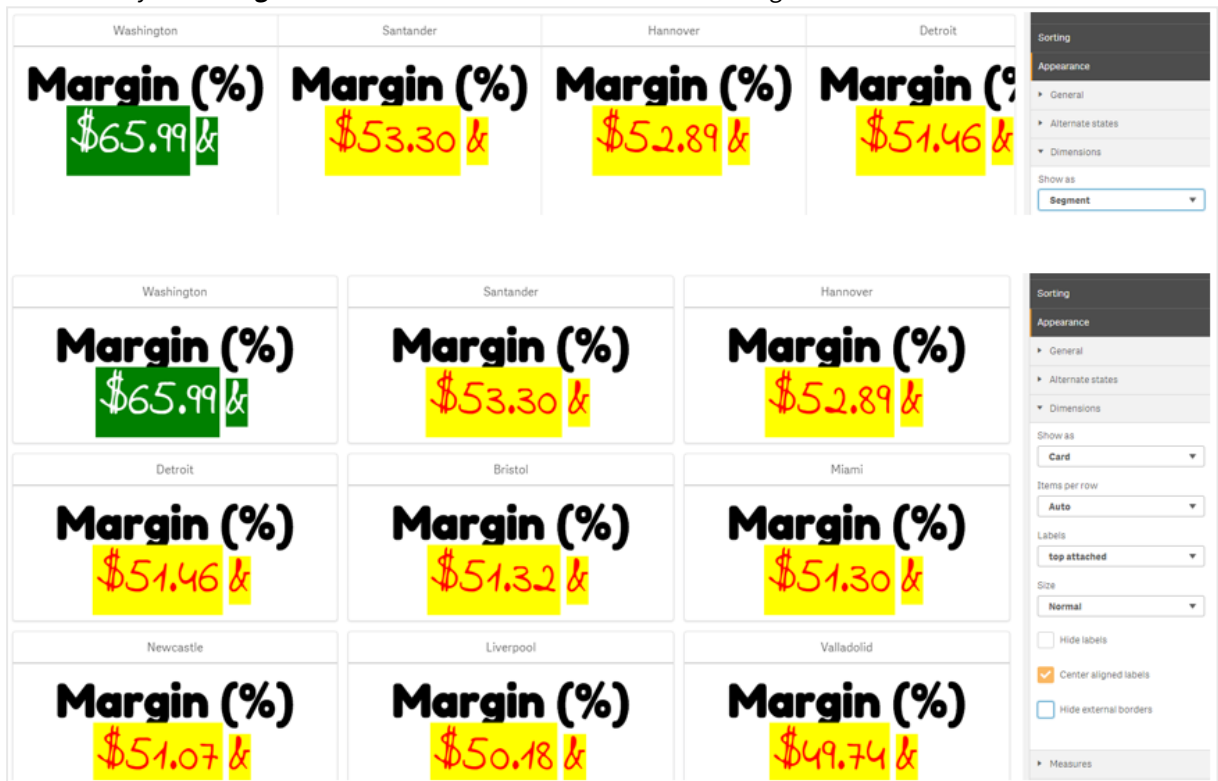 Washington Santander Hannover Detroit
Margin (%) Margin (%) Margin (%) Margin (%
$65.99 & $53.30 & $52.89 & $51.46 &
Sorting
Appearance
General
Alternate states
Dimensions
Show as
Segment
Washington Santander Hannover
Margin (%) Margin (%) Margin (%)
$65.99 & $53.30 & $52.89 &
Detroit Bristol Miami
Margin (%) Margin (%) Margin (%)
$51.46 & $51.32 & $51.30 &
Newcastle Liverpool Valladolid
Margin (%) Margin (%) Margin (%)
$51.07 & $50.18 & $49.74 &
Sorting
Appearance
General
Alternate states
Dimensions
Show as
Card
Items per row
Auto
Labels
top attached
Size
Normal
Hide labels
Center aligned labels
Hide external borders
Measures